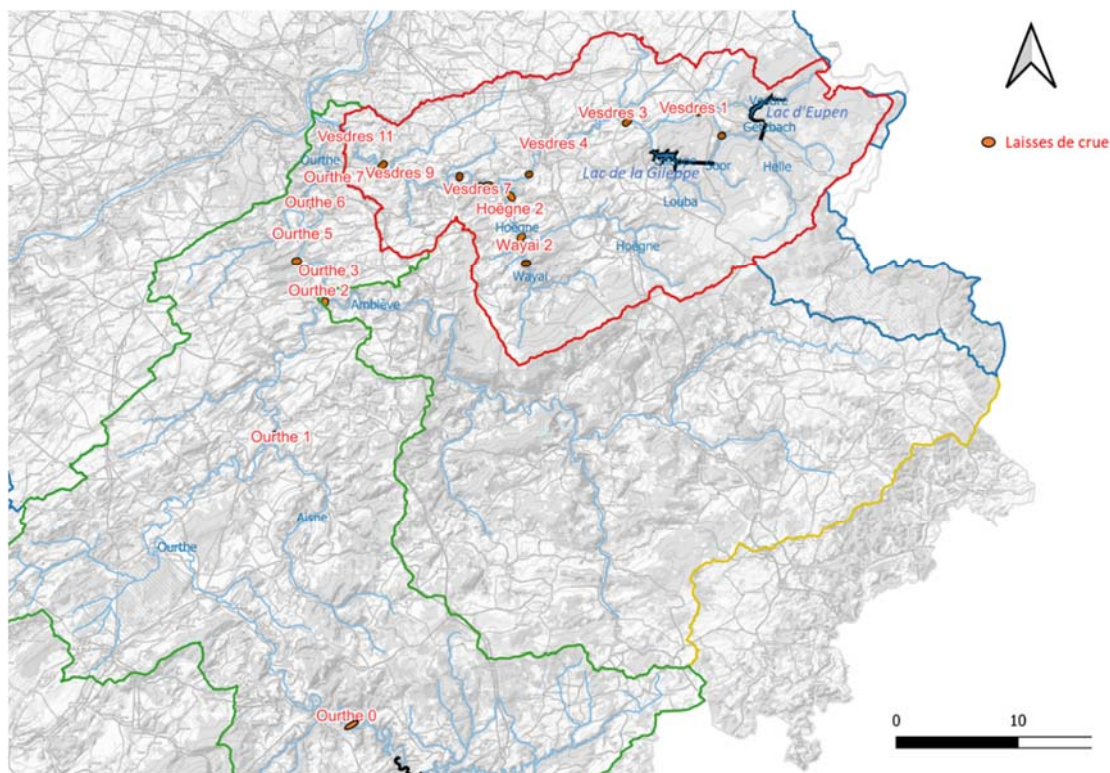 Laisses de crue
Vesdre
Lac d'Eupen
Getzbach
Vesdres 1
Vesdres 3
Vesdres 11
Vesdres 4
Ourthe
Vesdres 9
Ourthe 7
Lac de la Gileppe
Soor
Helle
Vesdres 7
Louba
Ourthe 6
Hoëgne 2
Hoëgne
Ourthe 5
Wayai 2
Hoëgne
Ourthe 3
Wayai
Ourthe 2
Amblève
Ourthe 1
Aisne
Ourthe
Ourthe 0
0
10